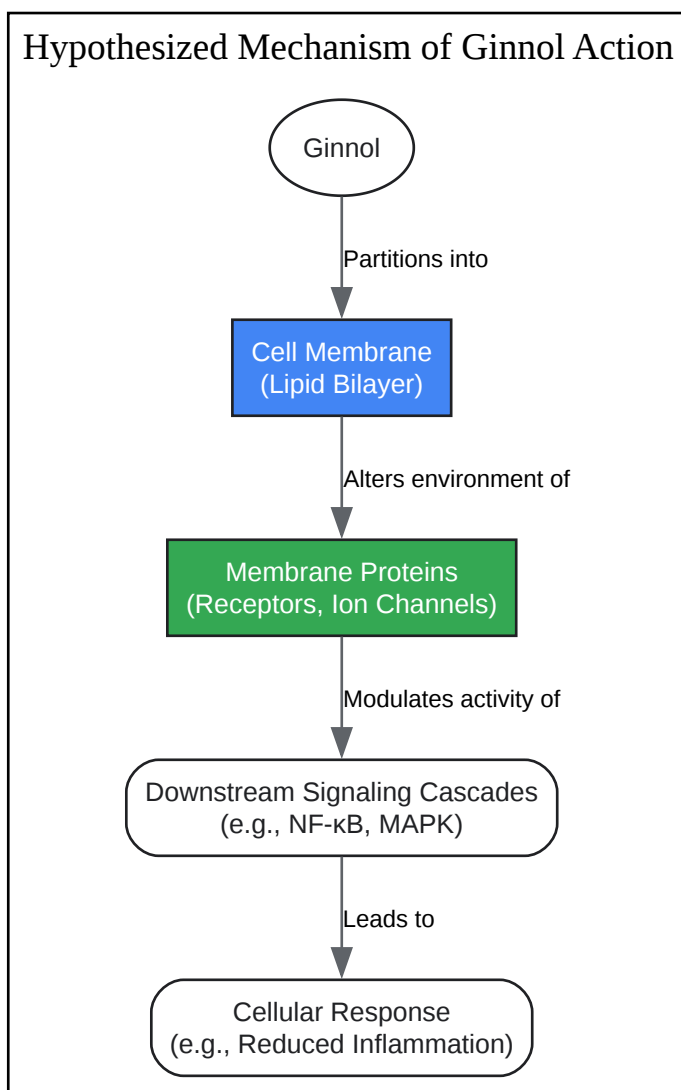 Hypothesized Mechanism of Ginnol Action
Ginnol
Partitions into
Cell Membrane
(Lipid Bilayer)
Alters environment of
Membrane Proteins
(Receptors, Ion Channels)
Modulates activity of
Downstream Signaling Cascades
(e.g., NF-κB, MAPK)
Leads to
Cellular Response
(e.g., Reduced Inflammation)